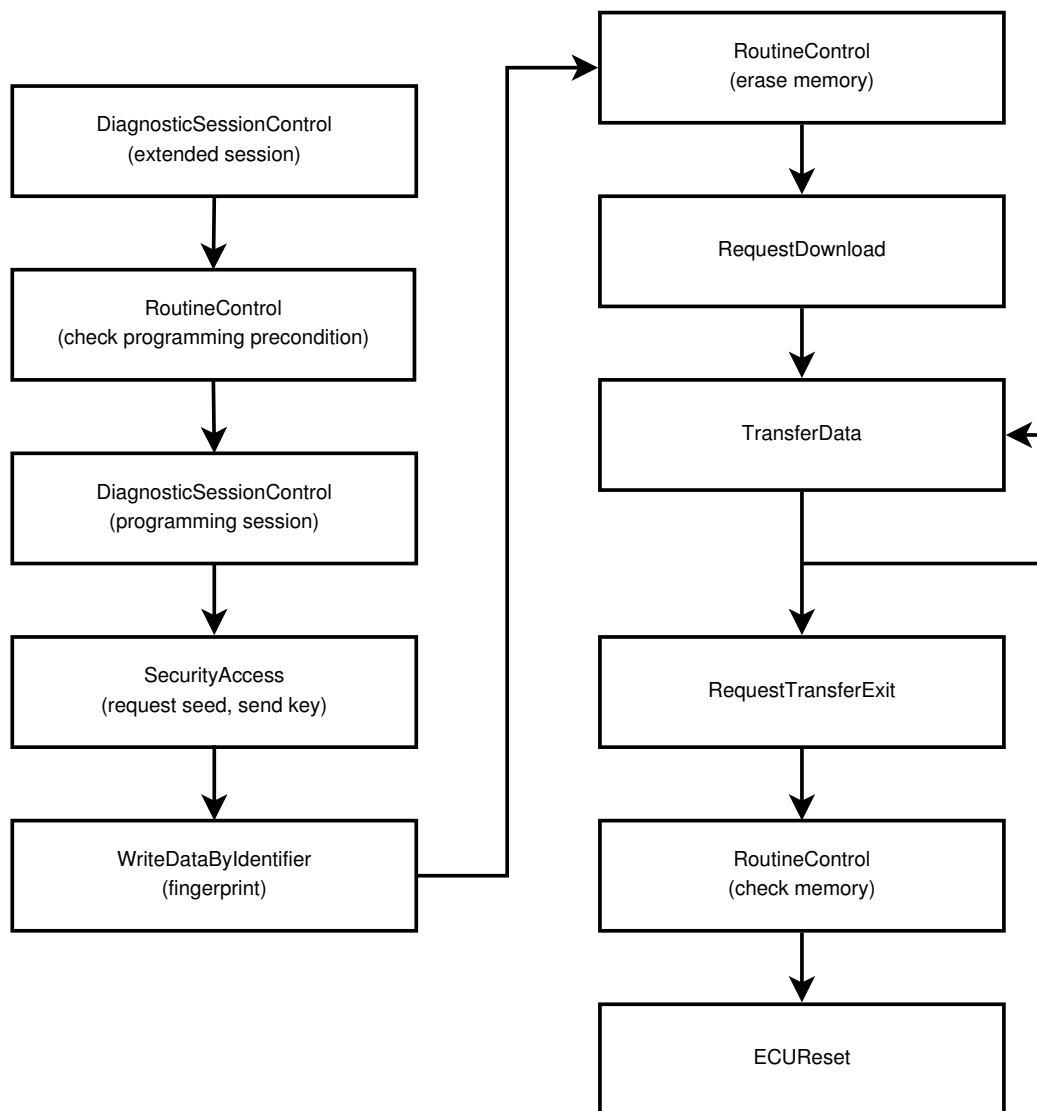 DiagnosticSessionControl
(extended session)
RoutineControl
(check programming precondition)
DiagnosticSessionControl
(programming session)
SecurityAccess
(request seed, send key)
WriteDataByIdentifier
(fingerprint)
RoutineControl
(erase memory)
RequestDownload
TransferData
RequestTransferExit
RoutineControl
(check memory)
ECUReset